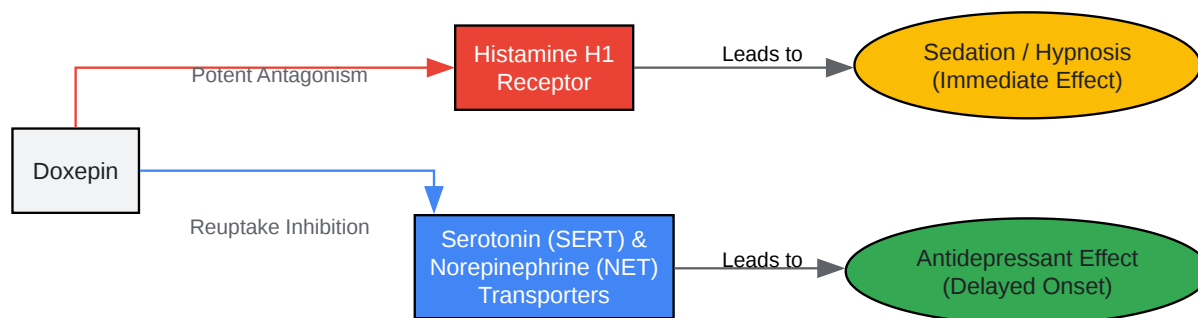 Histamine H1
Receptor
Leads to
Sedation / Hypnosis
(Immediate Effect)
Potent Antagonism
Doxepin
Reuptake Inhibition
Serotonin (SERT) &
Norepinephrine (NET)
Transporters
Leads to
Antidepressant Effect
(Delayed Onset)